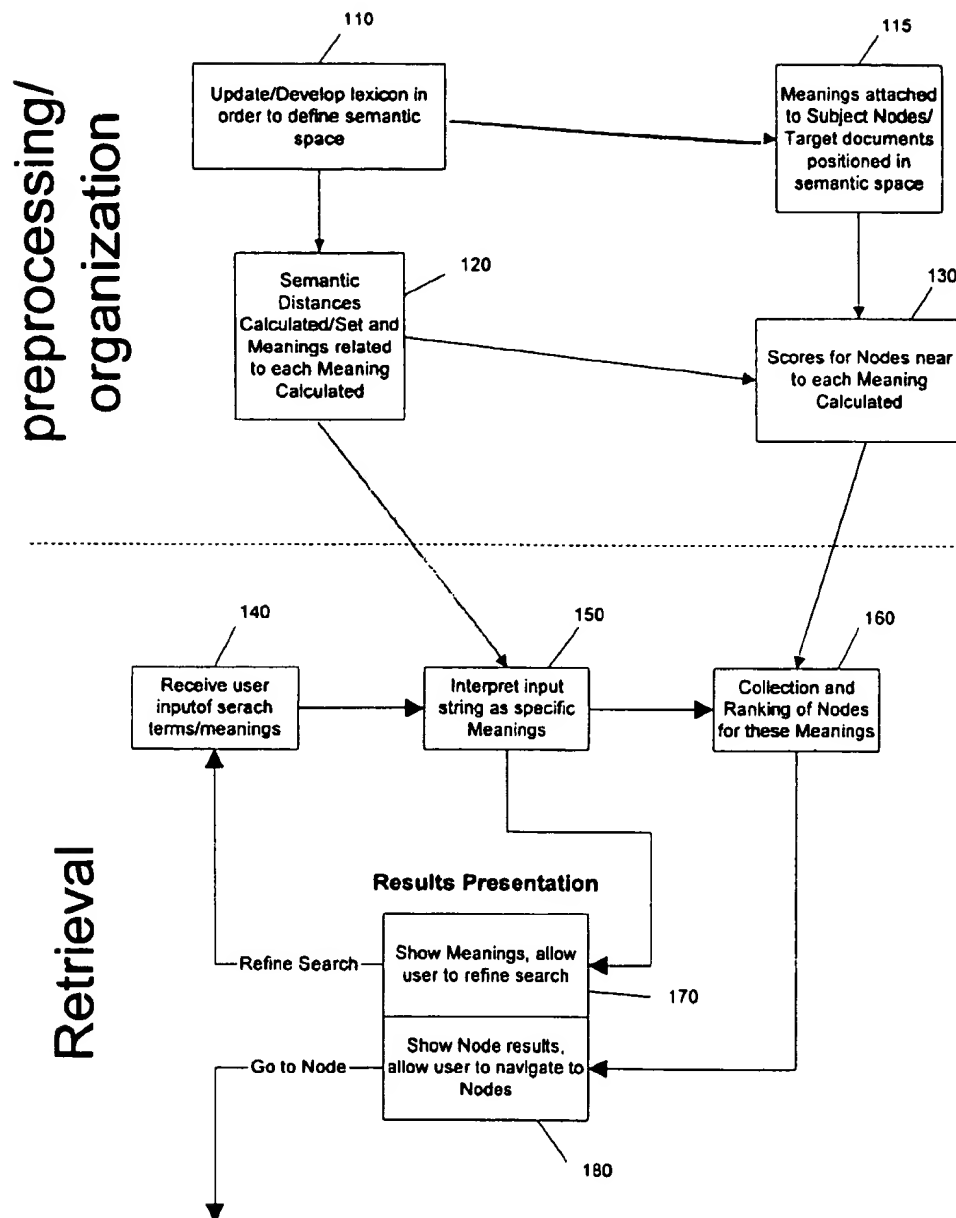 preprocessing/
organization
110
Update/Develop lexicon in
order to define semantic
space
115
Meanings attached
to Subject Nodes/
Target documents
positioned in
semantic space
120
Semantic
Distances
Calculated/Set and
Meanings related
to each Meaning
Calculated
130
Scores for Nodes near
to each Meaning
Calculated
Retrieval
140
Receive user
inputof serach
terms/meanings
150
Interpret input
string as specific
Meanings
160
Collection and
Ranking of Nodes
for these Meanings
Results Presentation
Refine Search
Show Meanings, allow
user to refine search
170
Go to Node
Show Node results,
allow user to navigate to
Nodes
180